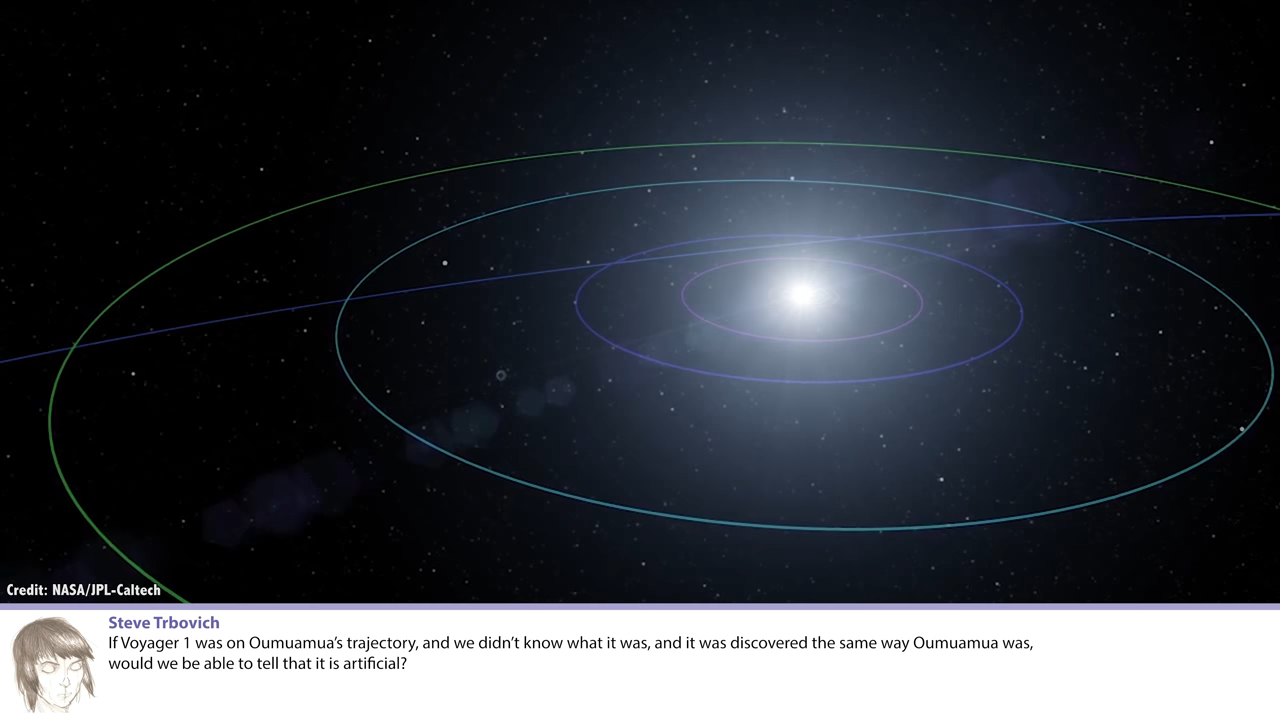 Credit: NASA/JPL-Caltech
Steve Trbovich
If Voyager 1 was on Oumuamua’s trajectory, and we didn’t know what it was, and it was discovered the same way Oumuamua was,
would we be able to tell that it is artificial?